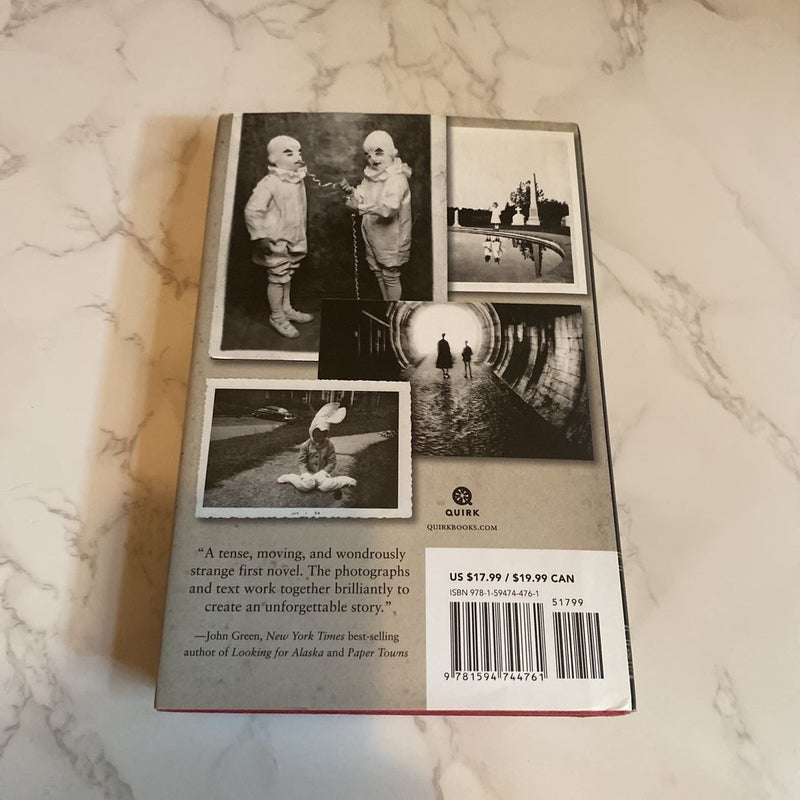 QUIRK
QUIRKBOOKS.COM
“A tense, moving, and wondrously
strange first novel. The photographs
and text work together brilliantly to
create an unforgettable story.”
—John Green, New York Times best-selling
author of Looking for Alaska and Paper Towns
US $17.99 / $19.99 CAN
ISBN 978-1-59474-476-1
51799
9 781594 744761